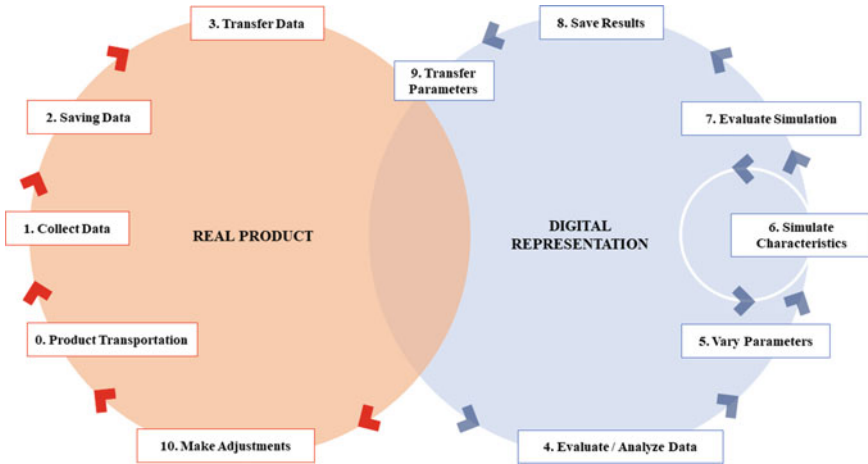 3. Transfer Data
8. Save Results
9. Transfer
Parameters
2. Saving Data
7. Evaluate Simulation
1. Collect Data
REAL PRODUCT
DIGITAL
REPRESENTATION
6. Simulate
Characteristics
0. Product Transportation
5. Vary Parameters
10. Make Adjustments
4. Evaluate / Analyze Data